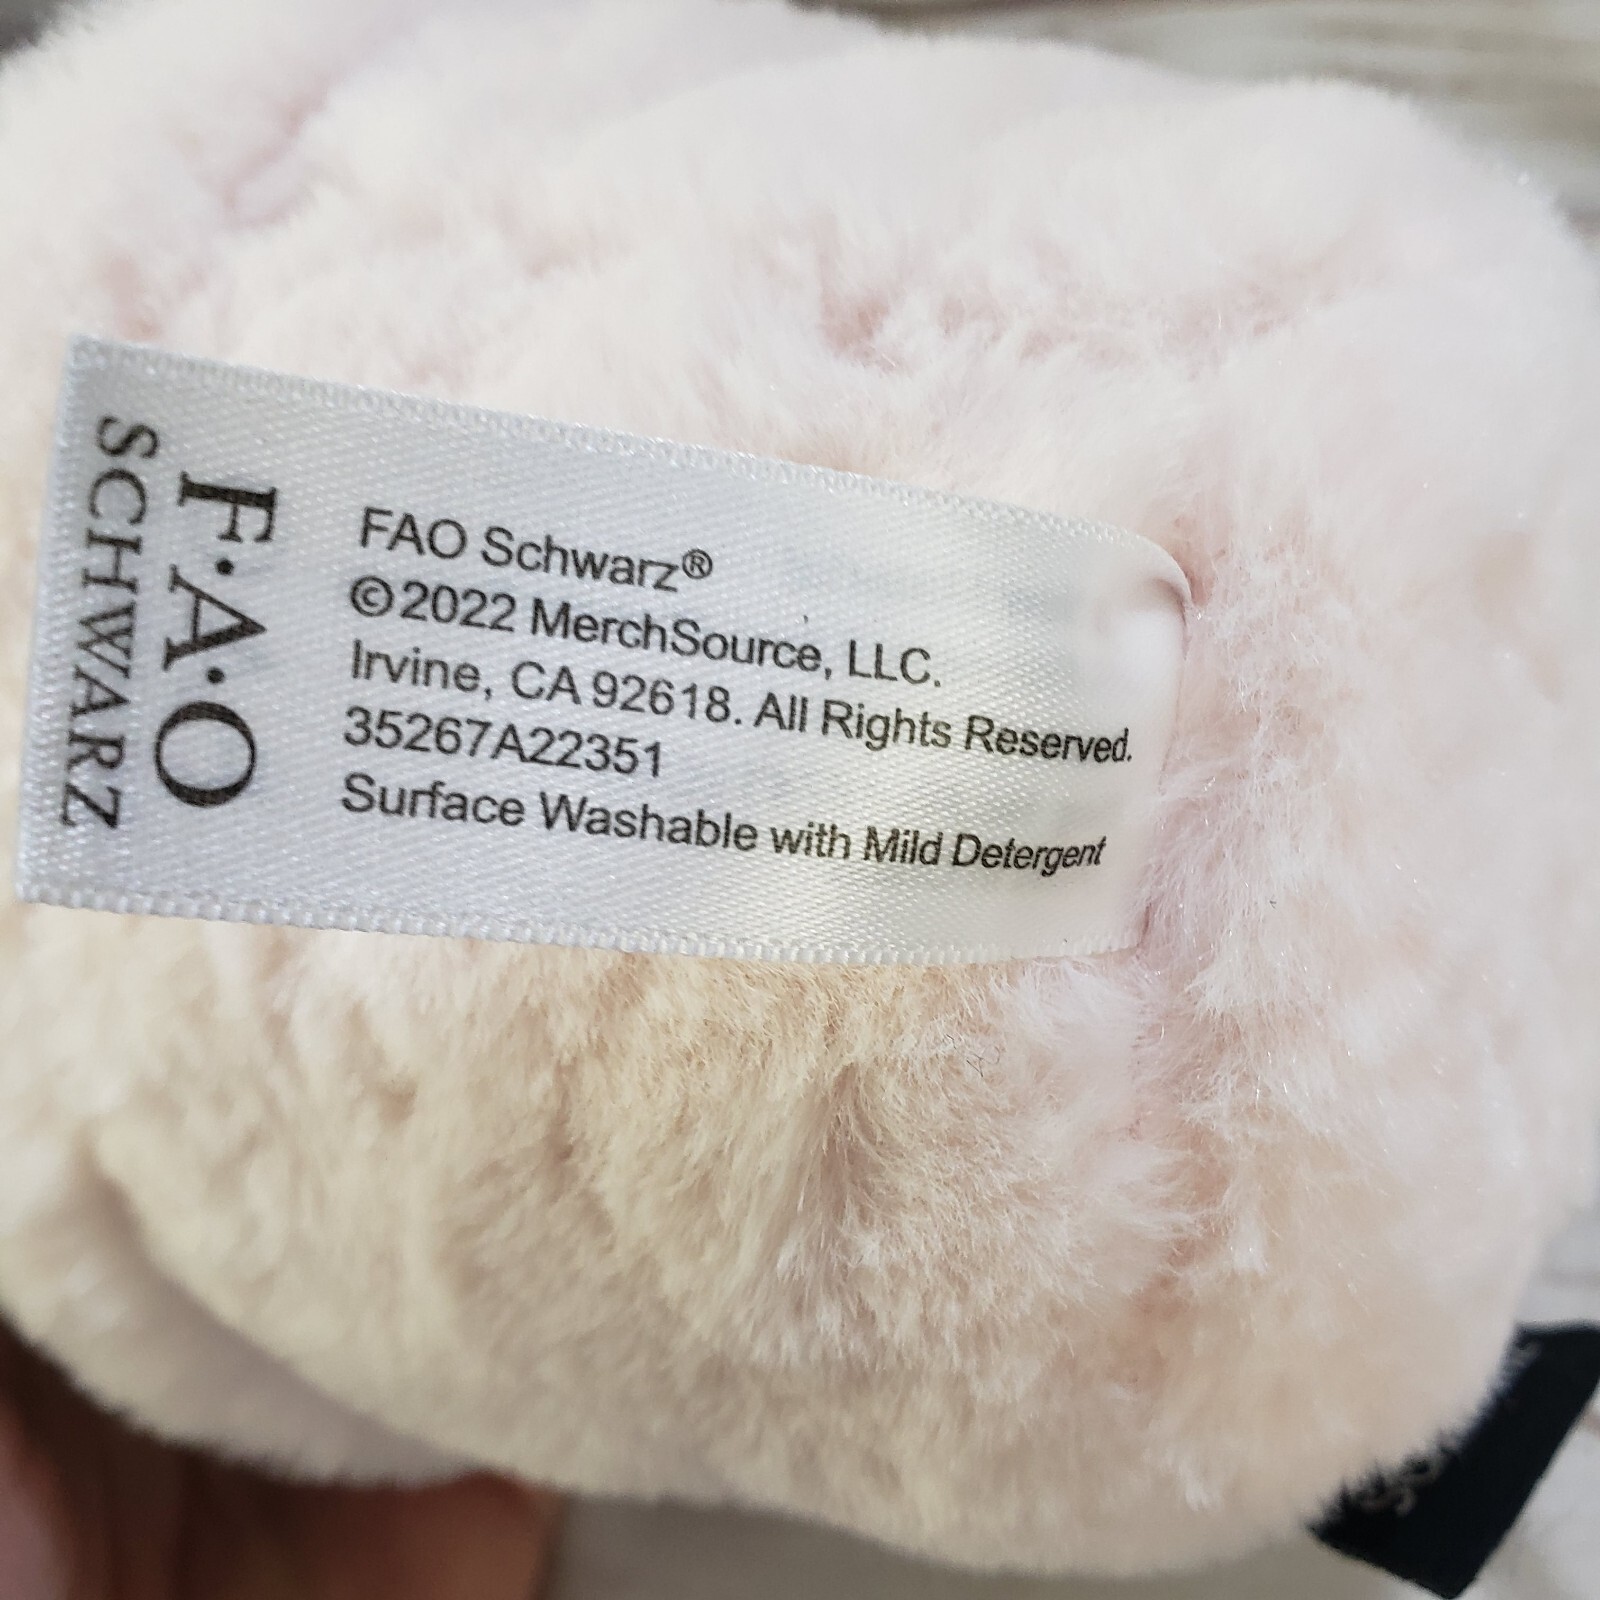 F·A·O
SCHWARZ
FAO Schwarz®
©2022 MerchSource, LLC.
Irvine, CA 92618. All Rights Reserved.
35267A22351
Surface Washable with Mild Detergent